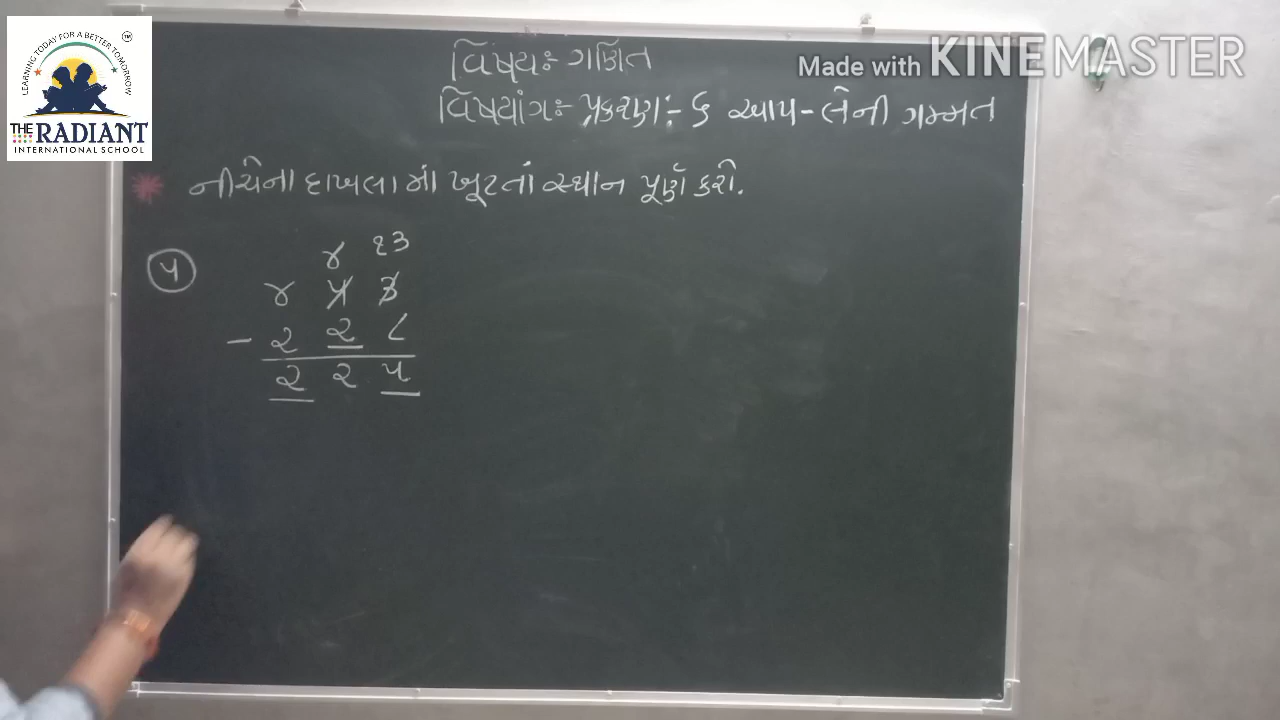 LEARNING TODAY FOR A BETTER TOMORROW
TM
THE RADIANT
INTERNATIONAL SCHOOL
Made with KINEMASTER
વિષયઃ ગણિત
વિષયાંગઃ- પ્રકરણ:- ૬ આપ-લેની ગમ્મત
નીચેના દાખલા માં ખૂટતાં સ્થાન પૂર્ણ કરો.
૫
૪ ૧૩
૪ ૫ ૩
- ૨ ૨ ૮
૨ ૨ ૫